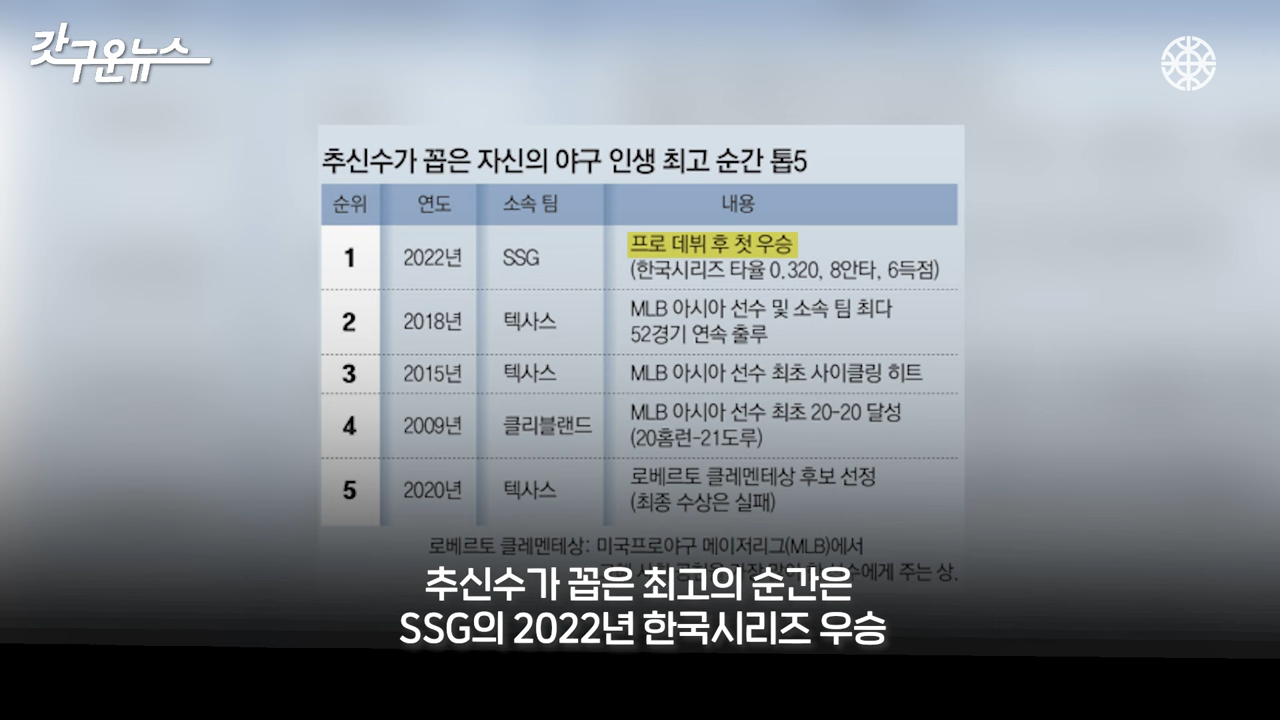 갓구운뉴스
추신수가 꼽은 자신의 야구 인생 최고 순간 톱5
순위 연도 소속 팀 내용
1 2022년 SSG 프로 데뷔 후 첫 우승
(한국시리즈 타율 0.320, 8안타, 6득점)
2 2018년 텍사스 MLB 아시아 선수 및 소속 팀 최다
52경기 연속 출루
3 2015년 텍사스 MLB 아시아 선수 최초 사이클링 히트
4 2009년 클리블랜드 MLB 아시아 선수 최초 20-20 달성
(20홈런-21도루)
5 2020년 텍사스 로베르토 클레멘테상 후보 선정
(최종 수상은 실패)
로베르토 클레멘테상: 미국프로야구 메이저리그(MLB)에서
선수에게 주는 상.
추신수가 꼽은 최고의 순간은
SSG의 2022년 한국시리즈 우승